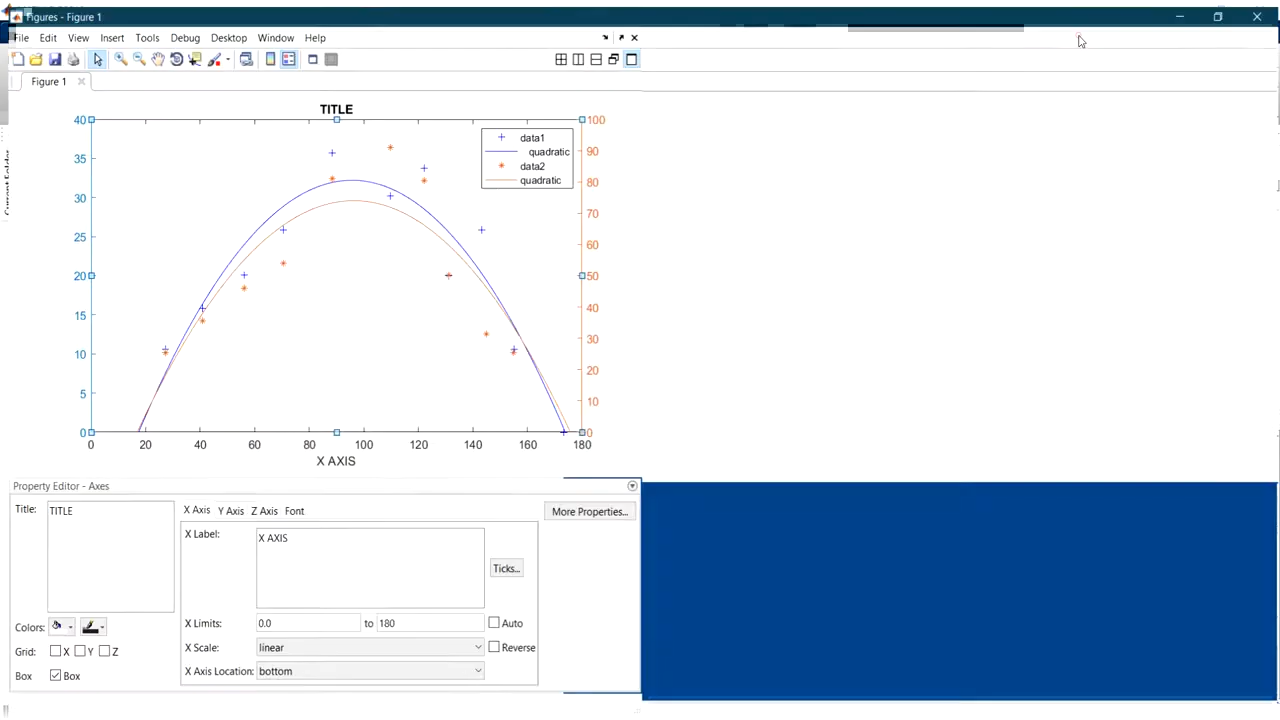 Figures - Figure 1
File Edit View Insert Tools Debug Desktop Window Help
Figure 1
TITLE
40 100
data1
quadratic
data2
quadratic
35 90
30 80
25 70
20 60
15 50
10 40
5 30
0 20
10
0
0 20 40 60 80 100 120 140 160 180
X AXIS
Current Folder
Property Editor - Axes
Title: TITLE
X Axis Y Axis Z Axis Font
More Properties...
X Label: X AXIS
Ticks...
X Limits: 0.0 to 180 Auto
Colors:
X Scale: linear Reverse
Grid: X Y Z
X Axis Location: bottom
Box Box